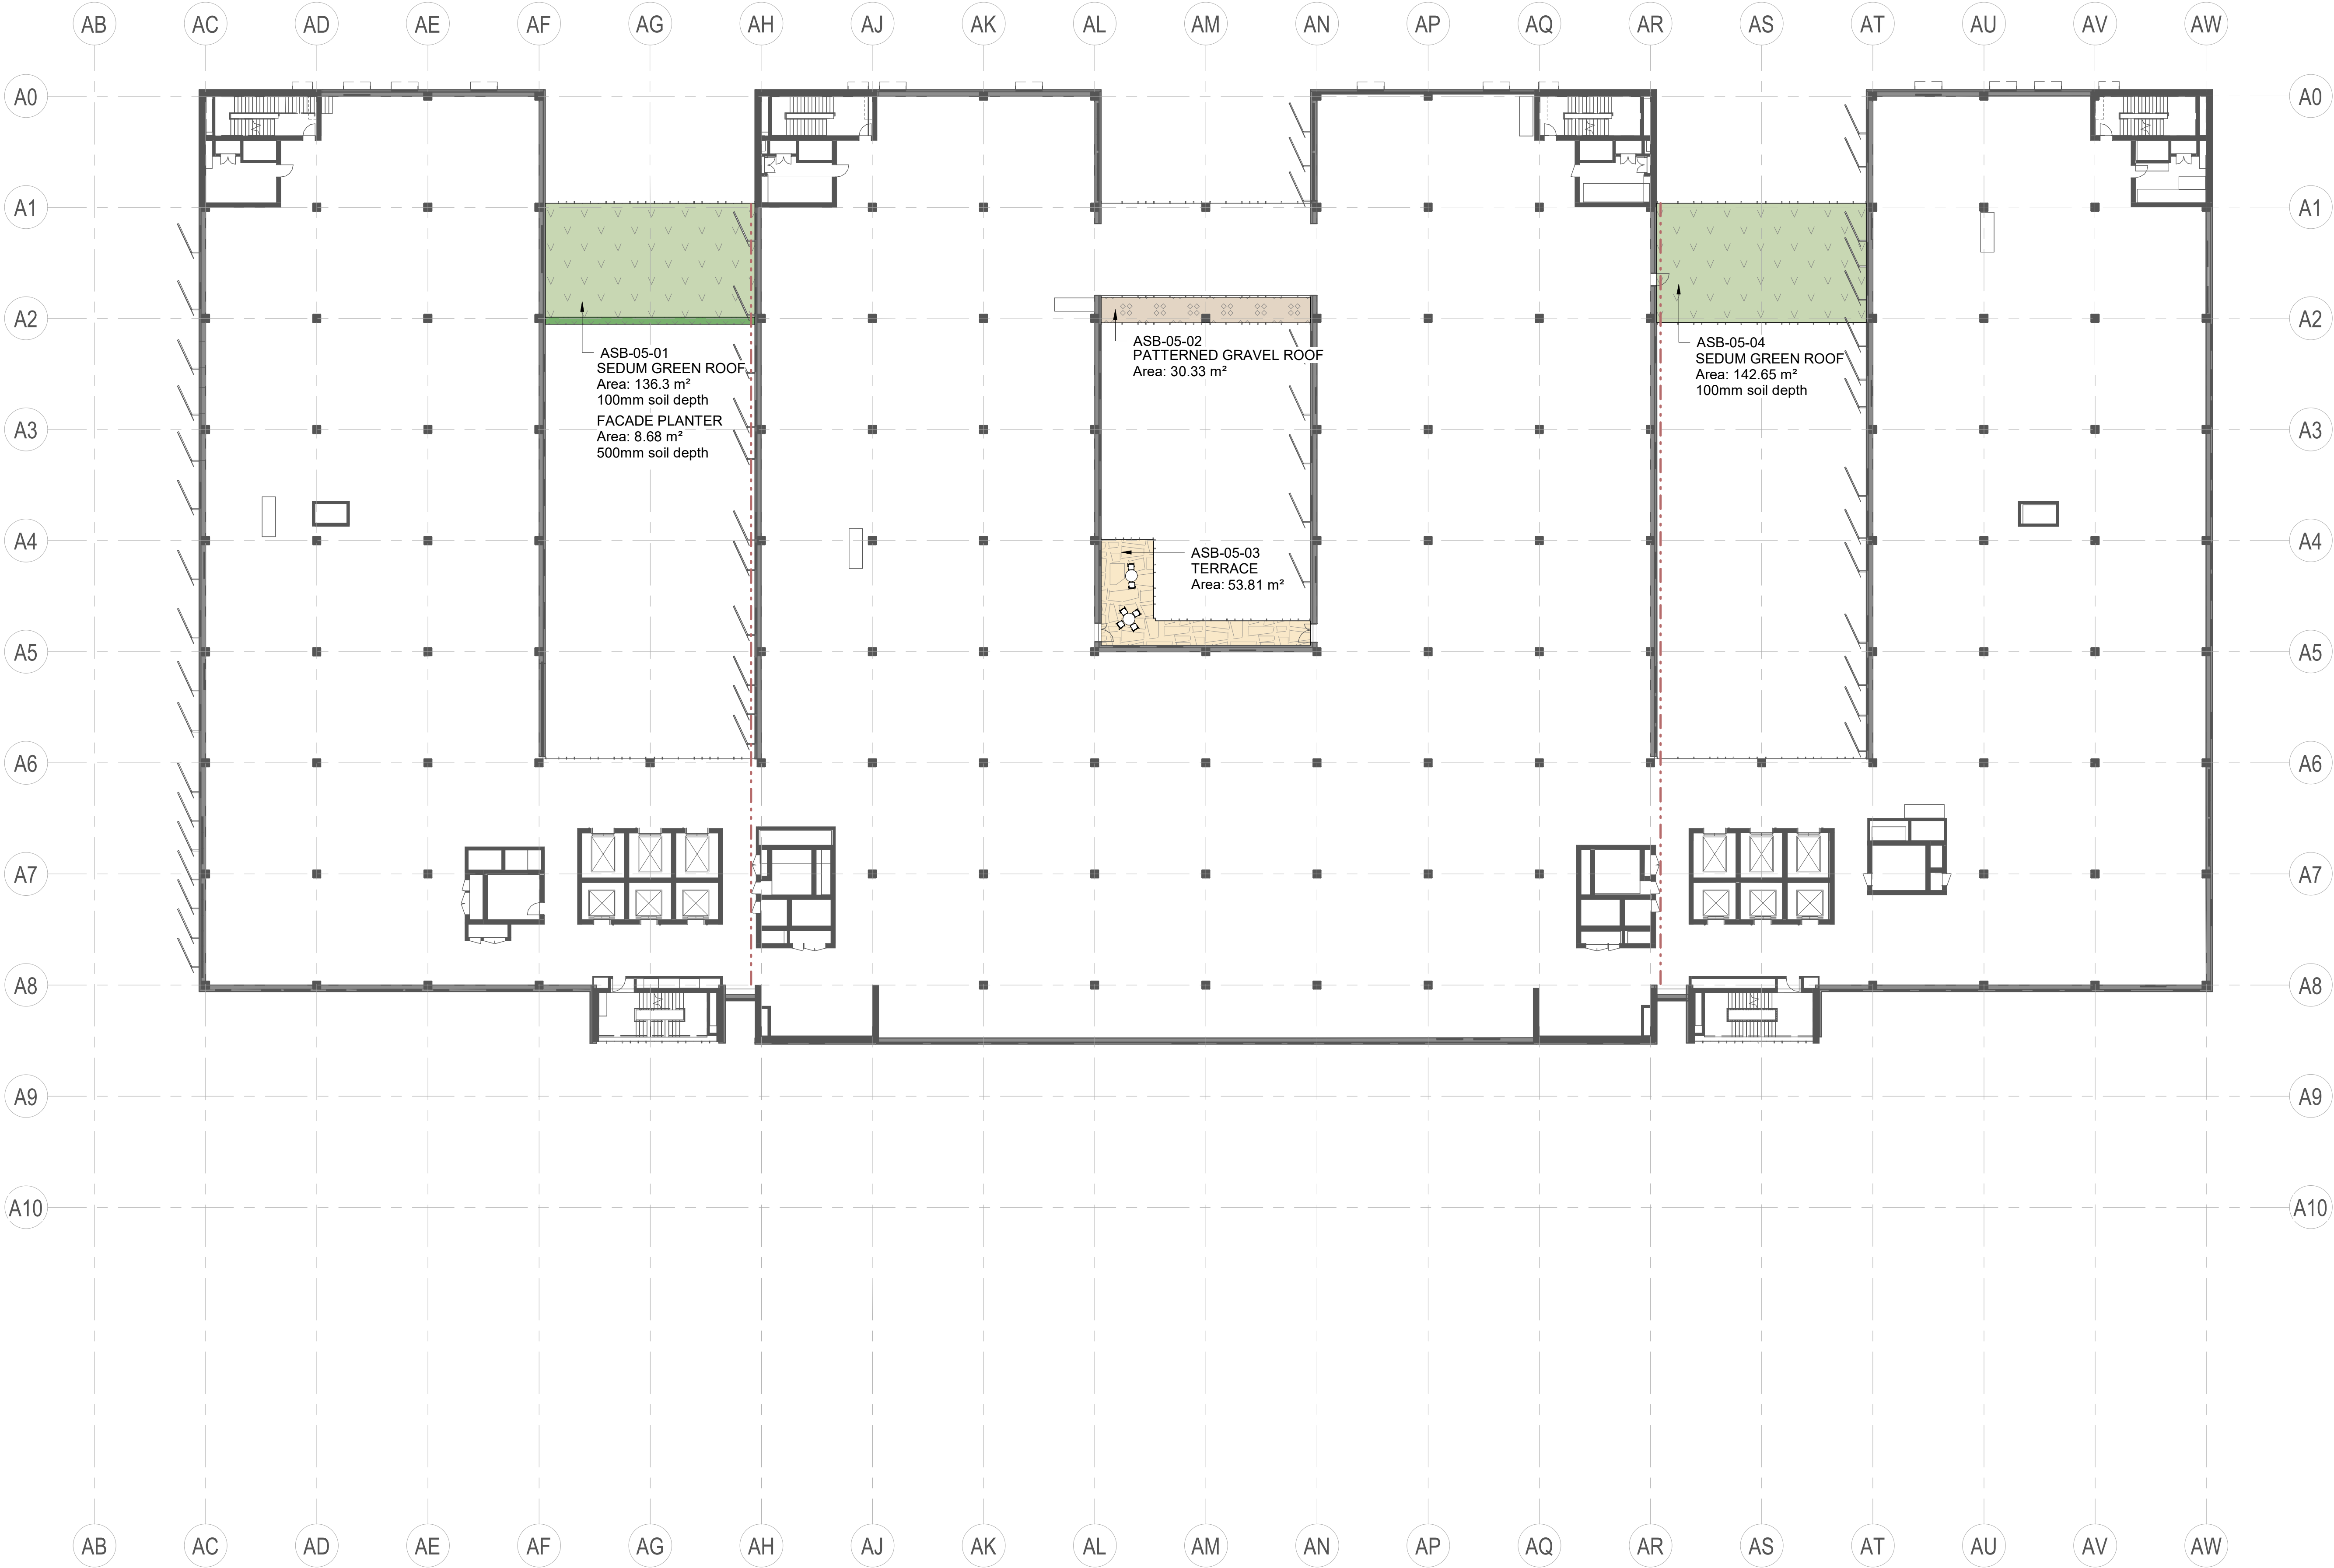 AB AC AD AE AF AG AH AJ AK AL AM AN AP AQ AR AS AT AU AV AW
A0 A0
A1 A1
A2 A2
ASB-05-01
SEDUM GREEN ROOF
Area: 136.3 m²
100mm soil depth
FACADE PLANTER
Area: 8.68 m²
500mm soil depth
ASB-05-02
PATTERNED GRAVEL ROOF
Area: 30.33 m²
ASB-05-04
SEDUM GREEN ROOF
Area: 142.65 m²
100mm soil depth
A3 A3
A4 A4
ASB-05-03
TERRACE
Area: 53.81 m²
A5 A5
A6 A6
A7 A7
A8 A8
A9 A9
A10 A10
AB AC AD AE AF AG AH AJ AK AL AM AN AP AQ AR AS AT AU AV AW